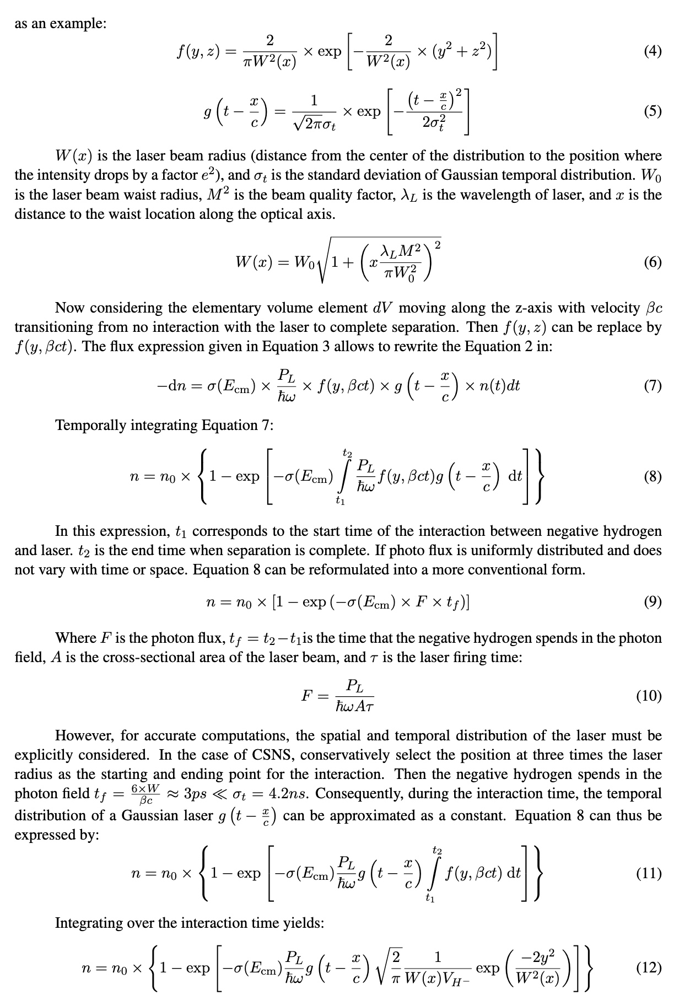 as an example:
f(y, z) = \frac{2}{\pi W^2(x)} \times \exp\left[-\frac{2}{W^2(x)} \times (y^2 + z^2)\right] (4)
g\left(t - \frac{x}{c}\right) = \frac{1}{\sqrt{2\pi}\sigma_t} \times \exp\left[-\frac{\left(t - \frac{x}{c}\right)^2}{2\sigma_t^2}\right] (5)
W(x) is the laser beam radius (distance from the center of the distribution to the position where
the intensity drops by a factor e^2), and \sigma_t is the standard deviation of Gaussian temporal distribution. W_0
is the laser beam waist radius, M^2 is the beam quality factor, \lambda_L is the wavelength of laser, and x is the
distance to the waist location along the optical axis.
W(x) = W_0\sqrt{1 + \left(x\frac{\lambda_L M^2}{\pi W_0^2}\right)^2} (6)
Now considering the elementary volume element dV moving along the z-axis with velocity \beta c
transitioning from no interaction with the laser to complete separation. Then f(y, z) can be replace by
f(y, \beta ct). The flux expression given in Equation 3 allows to rewrite the Equation 2 in:
-\mathrm{d}n = \sigma(E_{\mathrm{cm}}) \times \frac{P_L}{\hbar\omega} \times f(y, \beta ct) \times g\left(t - \frac{x}{c}\right) \times n(t)dt (7)
Temporally integrating Equation 7:
n = n_0 \times \left\{1 - \exp\left[-\sigma(E_{\mathrm{cm}}) \int\limits_{t_1}^{t_2} \frac{P_L}{\hbar\omega} f(y, \beta ct) g\left(t - \frac{x}{c}\right) \mathrm{d}t\right]\right\} (8)
In this expression, t_1 corresponds to the start time of the interaction between negative hydrogen
and laser. t_2 is the end time when separation is complete. If photo flux is uniformly distributed and does
not vary with time or space. Equation 8 can be reformulated into a more conventional form.
n = n_0 \times [1 - \exp(-\sigma(E_{\mathrm{cm}}) \times F \times t_f)] (9)
Where F is the photon flux, t_f = t_2 - t_1is the time that the negative hydrogen spends in the photon
field, A is the cross-sectional area of the laser beam, and \tau is the laser firing time:
F = \frac{P_L}{\hbar\omega A\tau} (10)
However, for accurate computations, the spatial and temporal distribution of the laser must be
explicitly considered. In the case of CSNS, conservatively select the position at three times the laser
radius as the starting and ending point for the interaction. Then the negative hydrogen spends in the
photon field t_f = \frac{6 \times W}{\beta c} \approx 3ps \ll \sigma_t = 4.2ns. Consequently, during the interaction time, the temporal
distribution of a Gaussian laser g\left(t - \frac{x}{c}\right) can be approximated as a constant. Equation 8 can thus be
expressed by:
n = n_0 \times \left\{1 - \exp\left[-\sigma(E_{\mathrm{cm}}) \frac{P_L}{\hbar\omega} g\left(t - \frac{x}{c}\right) \int\limits_{t_1}^{t_2} f(y, \beta ct) \mathrm{d}t\right]\right\} (11)
Integrating over the interaction time yields:
n = n_0 \times \left\{1 - \exp\left[-\sigma(E_{\mathrm{cm}}) \frac{P_L}{\hbar\omega} g\left(t - \frac{x}{c}\right) \sqrt{\frac{2}{\pi}} \frac{1}{W(x)V_{H^-}} \exp\left(\frac{-2y^2}{W^2(x)}\right)\right]\right\} (12)